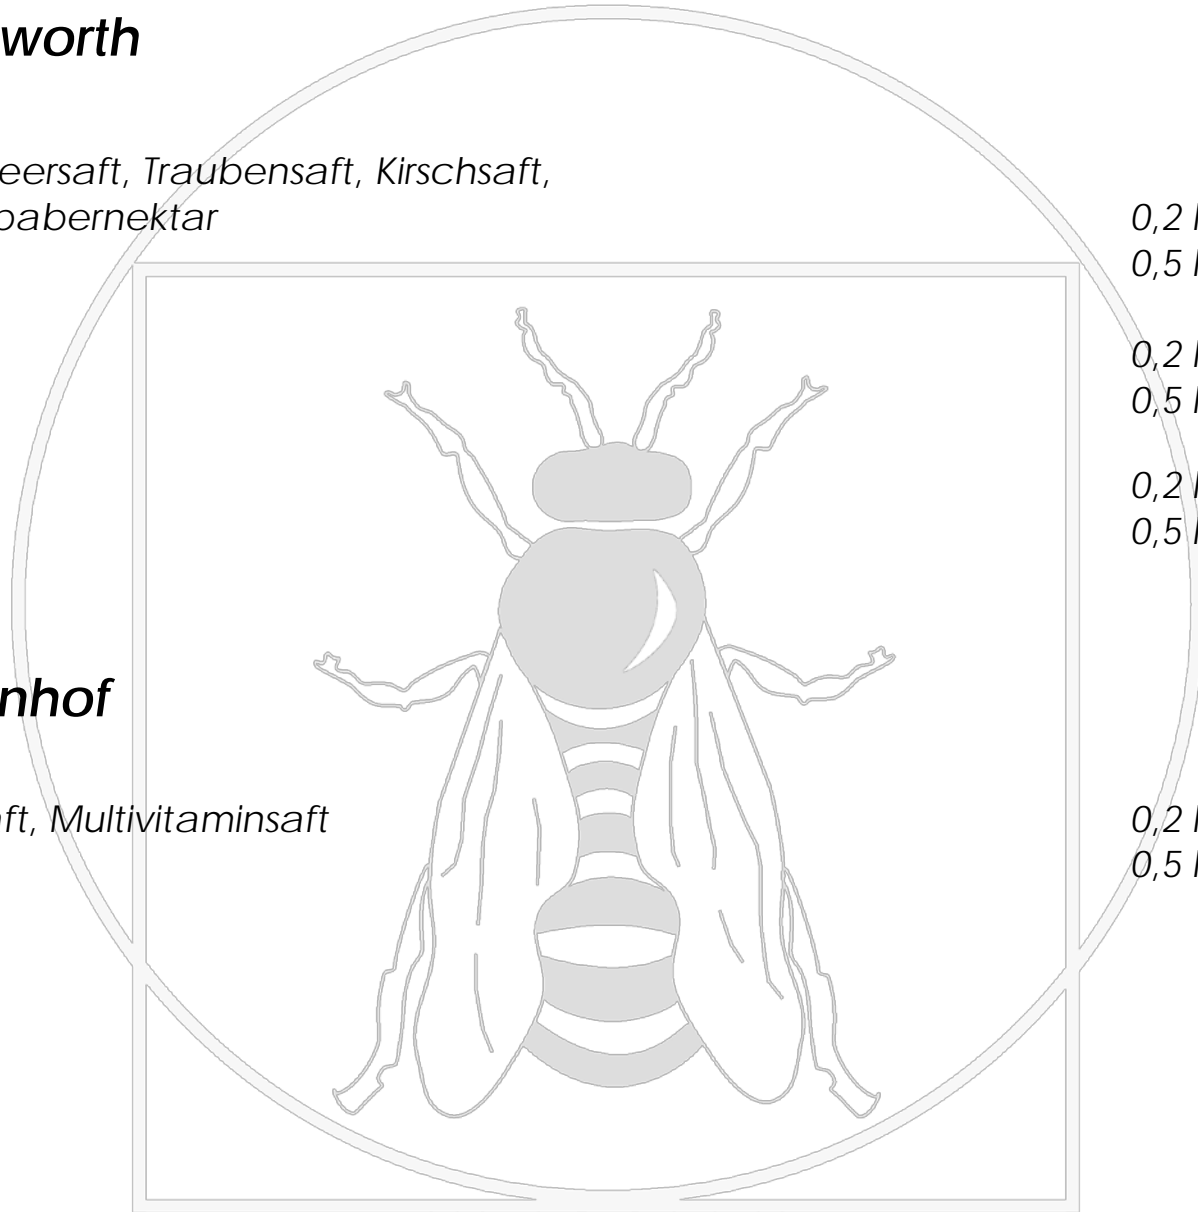 worth
eersaft, Traubensaft, Kirschsaft,
babernektar
0,2 l
0,5 l
0,2 l
0,5 l
0,2 l
0,5 l
nhof
ft, Multivitaminsaft
0,2 l
0,5 l